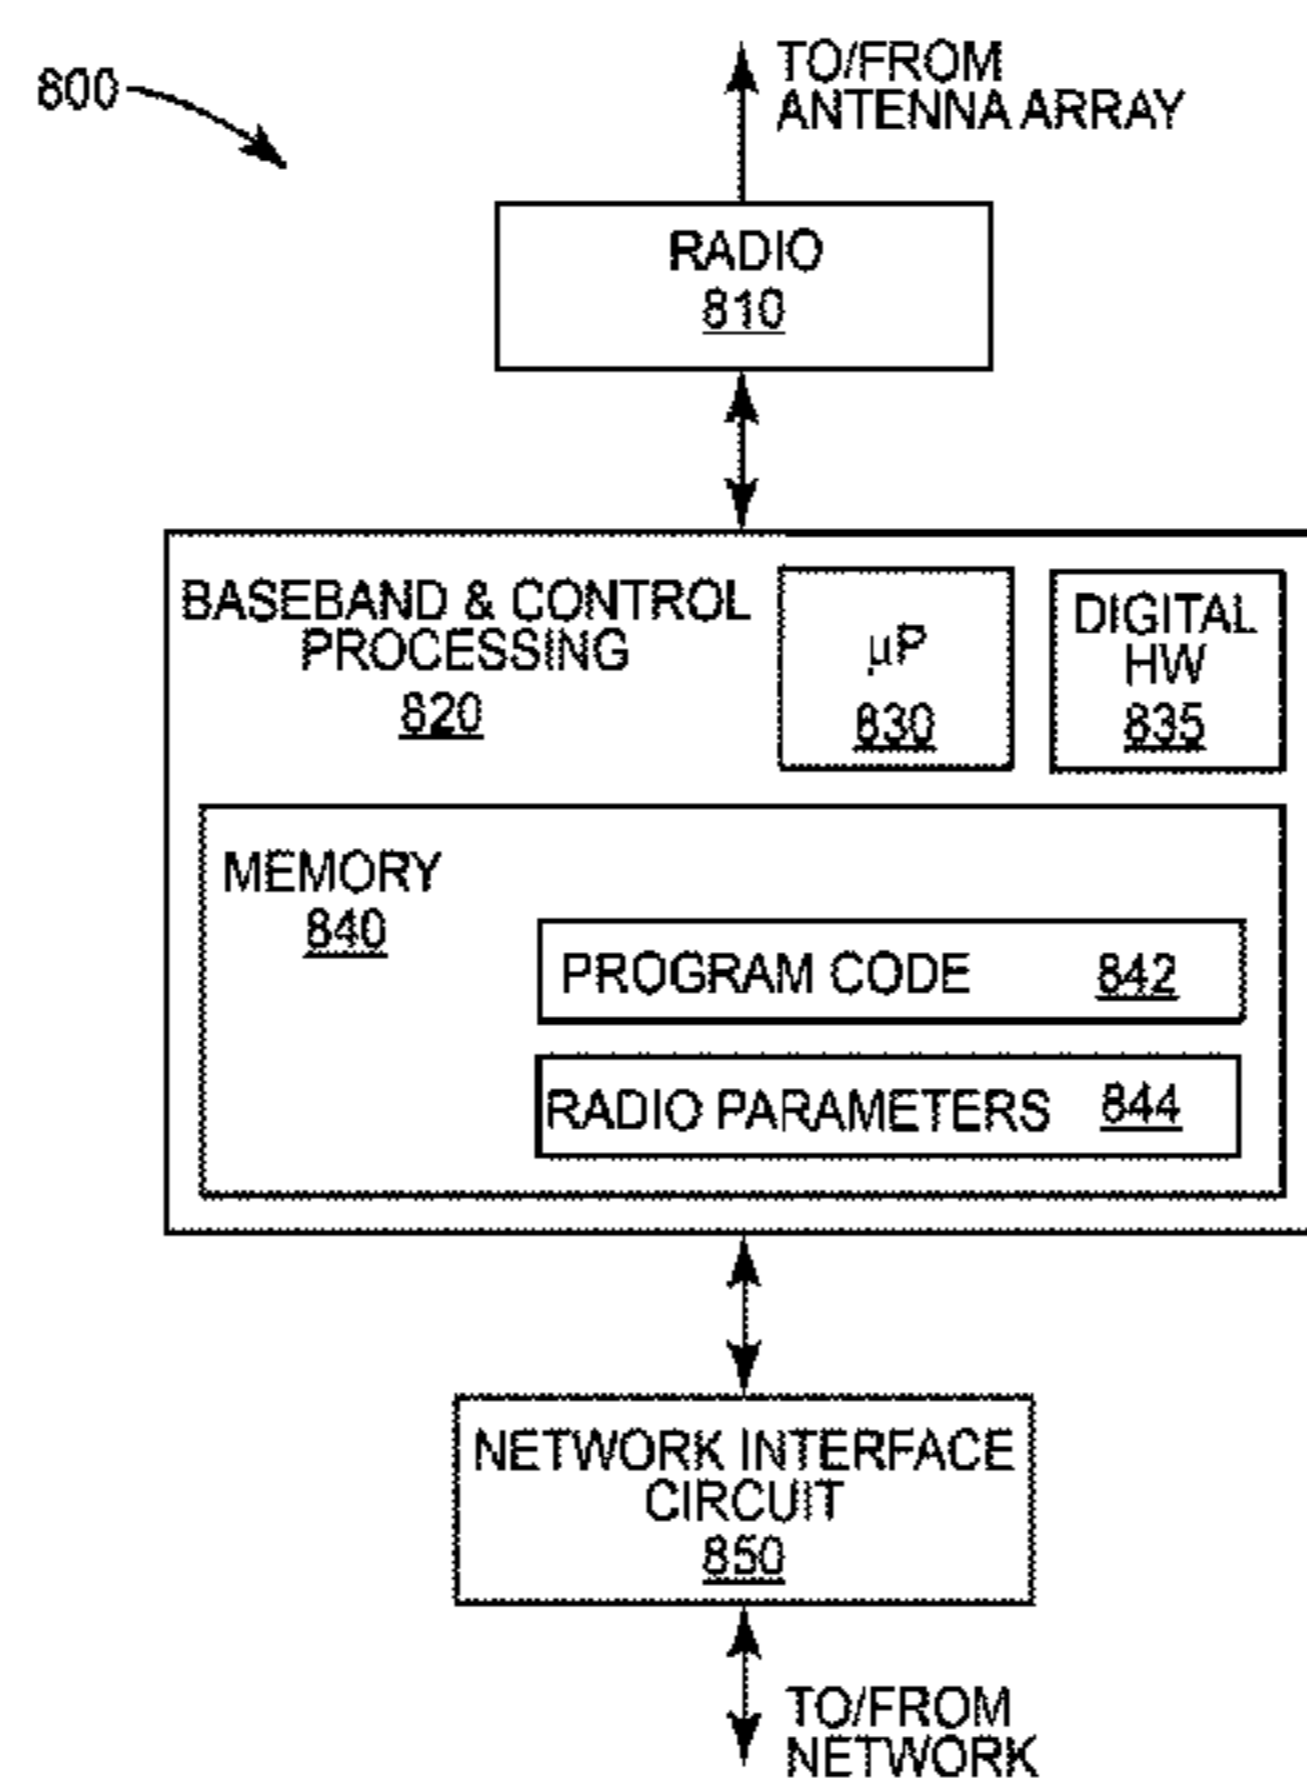 800
TO/FROM
ANTENNA ARRAY
RADIO
810
BASEBAND & CONTROL
PROCESSING
820
μP
830
DIGITAL
HW
835
MEMORY
840
PROGRAM CODE 842
RADIO PARAMETERS 844
NETWORK INTERFACE
CIRCUIT
850
TO/FROM
NETWORK